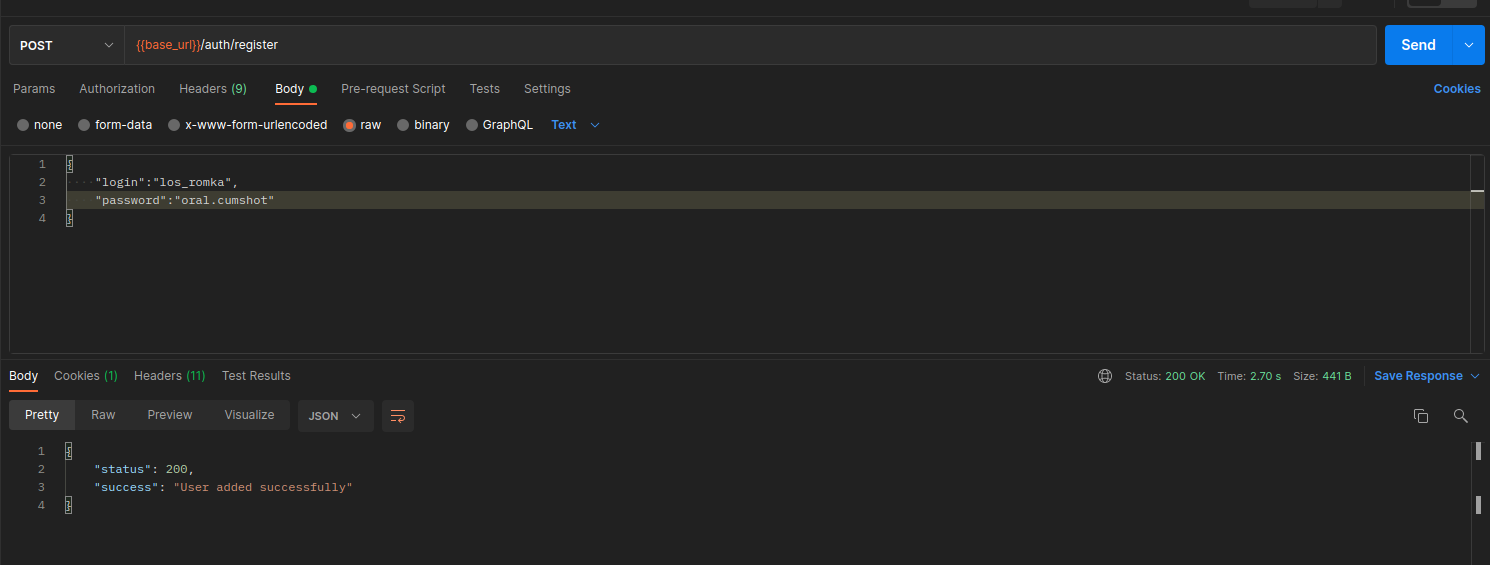 POST {{base_url}}/auth/register Send
Params Authorization Headers (9) Body Pre-request Script Tests Settings Cookies
none form-data x-www-form-urlencoded raw binary GraphQL Text
1 {
2 "login":"los_romka",
3 "password":"oral.cumshot"
4 }
Body Cookies (1) Headers (11) Test Results Status: 200 OK Time: 2.70 s Size: 441 B Save Response
Pretty Raw Preview Visualize JSON
1 {
2 "status": 200,
3 "success": "User added successfully"
4 }